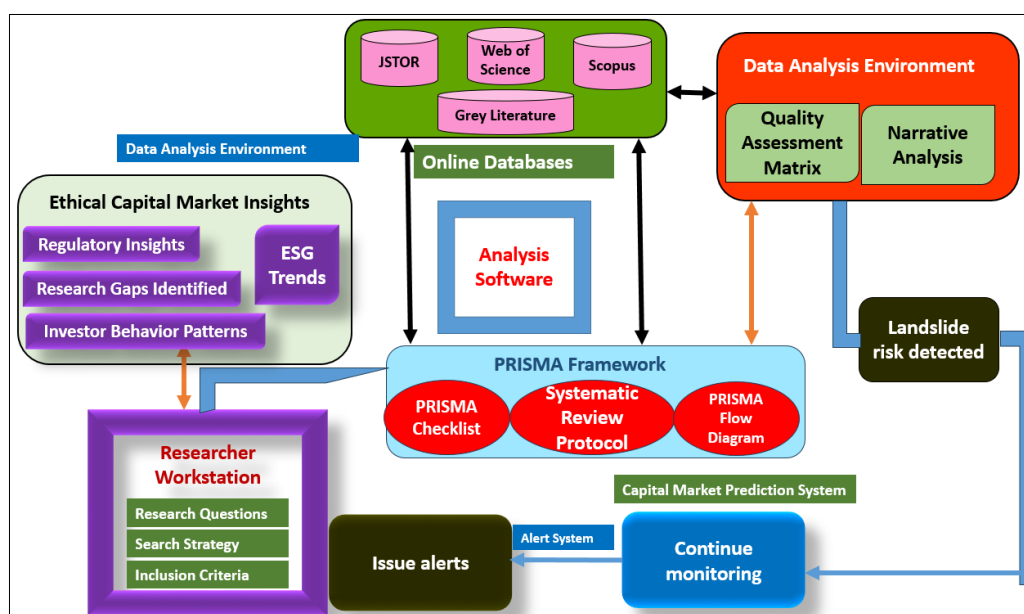 JSTOR
Web of
Science
Scopus
Grey Literature
Data Analysis Environment
Quality
Assessment
Matrix
Narrative
Analysis
Data Analysis Environment
Online Databases
Ethical Capital Market Insights
Regulatory Insights
Research Gaps Identified
Investor Behavior Patterns
ESG
Trends
Analysis
Software
Landslide
risk detected
PRISMA Framework
PRISMA
Checklist
Systematic
Review
Protocol
PRISMA
Flow
Diagram
Researcher
Workstation
Research Questions
Search Strategy
Inclusion Criteria
Capital Market Prediction System
Issue alerts
Alert System
Continue
monitoring